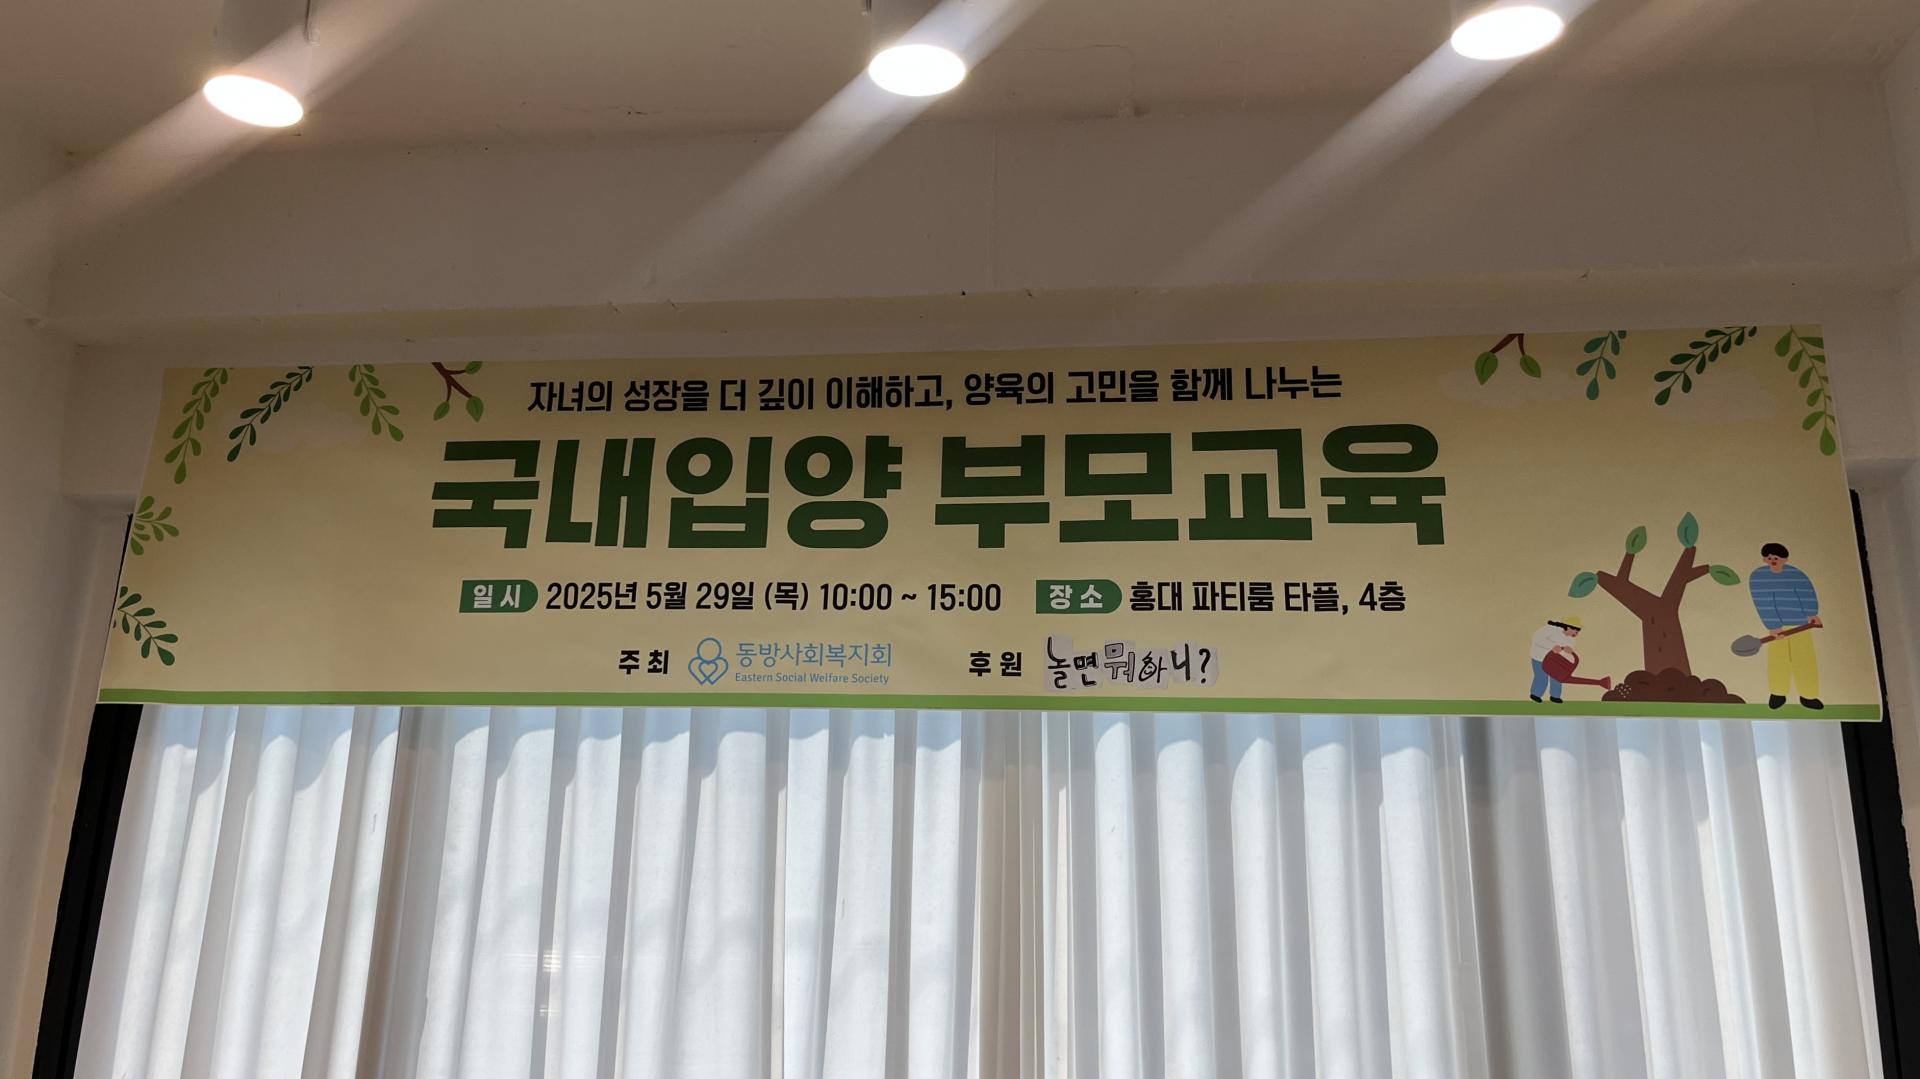 자녀의 성장을 더 깊이 이해하고, 양육의 고민을 함께 나누는
국내입양 부모교육
일시 2025년 5월 29일 (목) 10:00 ~ 15:00 장소 홍대 파티룸 타플, 4층
주최 동방사회복지회 후원 놀면 뭐하니?
Eastern Social Welfare Society